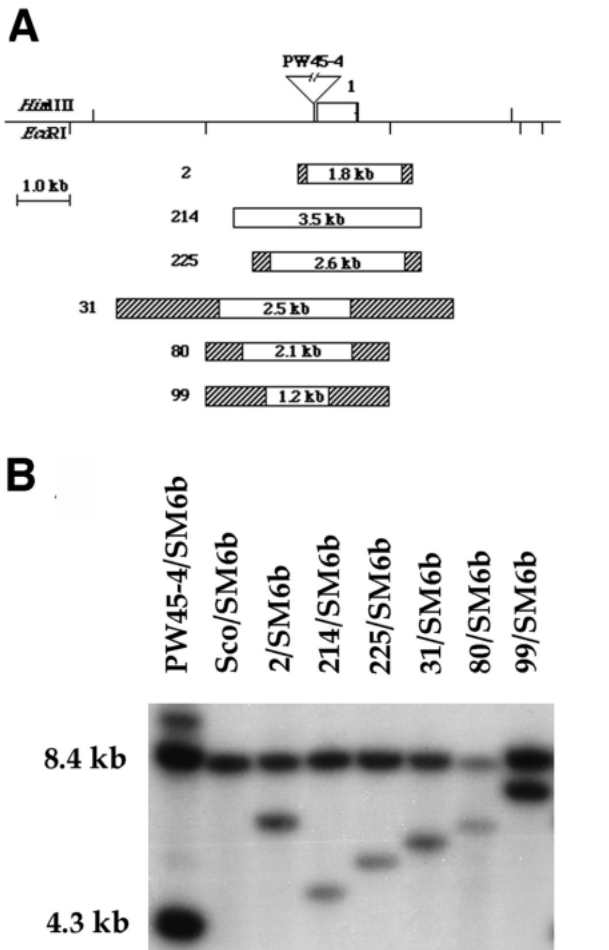 A
PW45-4
1
HindIII
EcoRI
1.0 kb
2 1.8 kb
214 3.5 kb
225 2.6 kb
31 2.5 kb
80 2.1 kb
99 1.2 kb
B
PW45-4/SM6b
Sco/SM6b
2/SM6b
214/SM6b
225/SM6b
31/SM6b
80/SM6b
99/SM6b
8.4 kb
4.3 kb